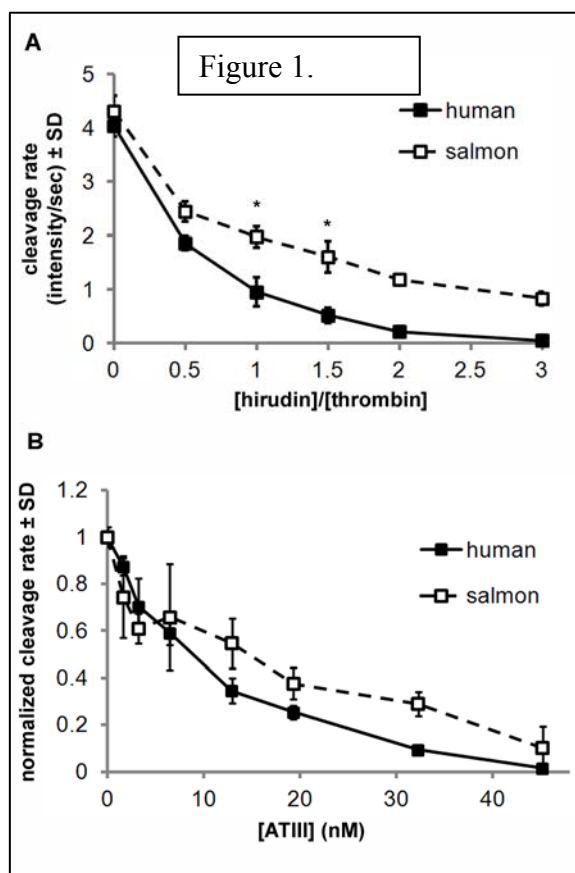 A
Figure 1.
human
salmon
cleavage rate
(intensity/sec) ± SD
5
4
3
2
1
0
* *
0 0.5 1 1.5 2 2.5 3
[hirudin]/[thrombin]
B
human
salmon
normalized cleavage rate ± SD
1.2
1
0.8
0.6
0.4
0.2
0
0 10 20 30 40
[ATIII] (nM)